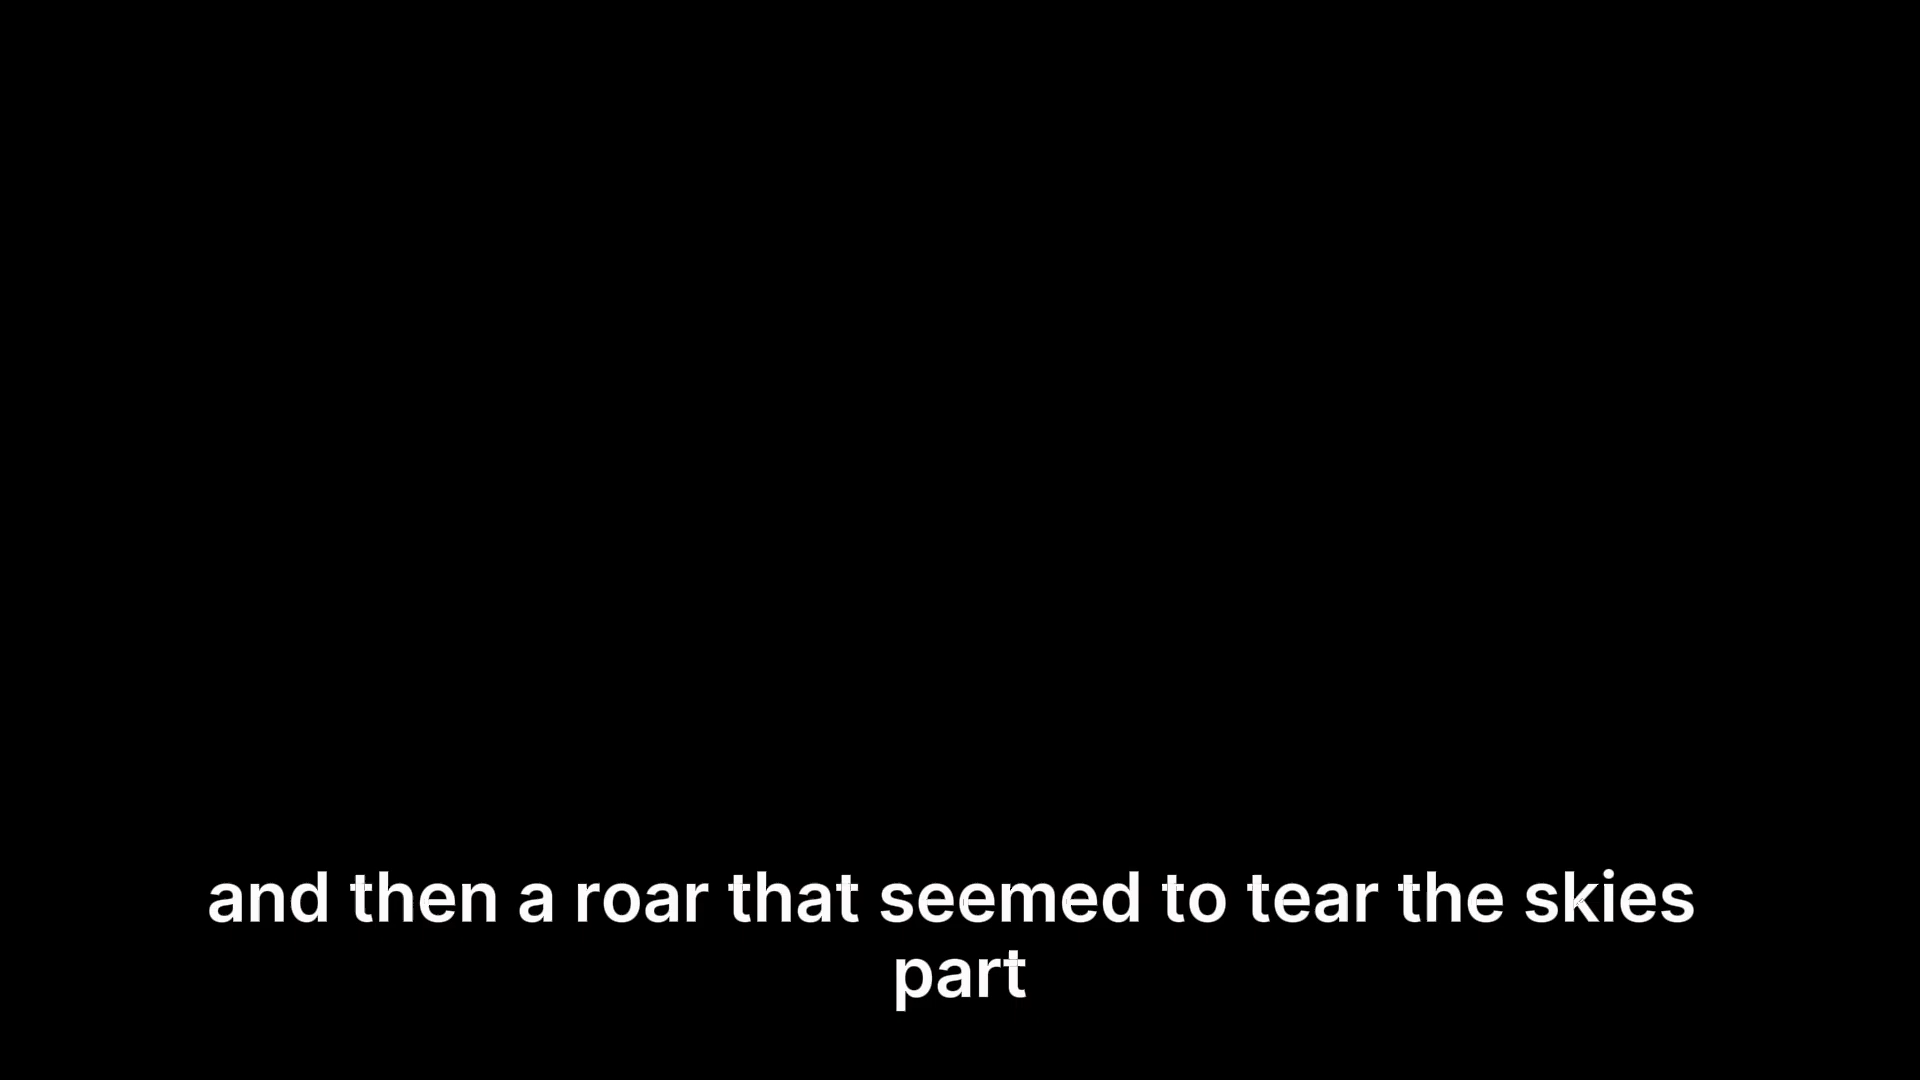 and then a roar that seemed to tear the skies
part